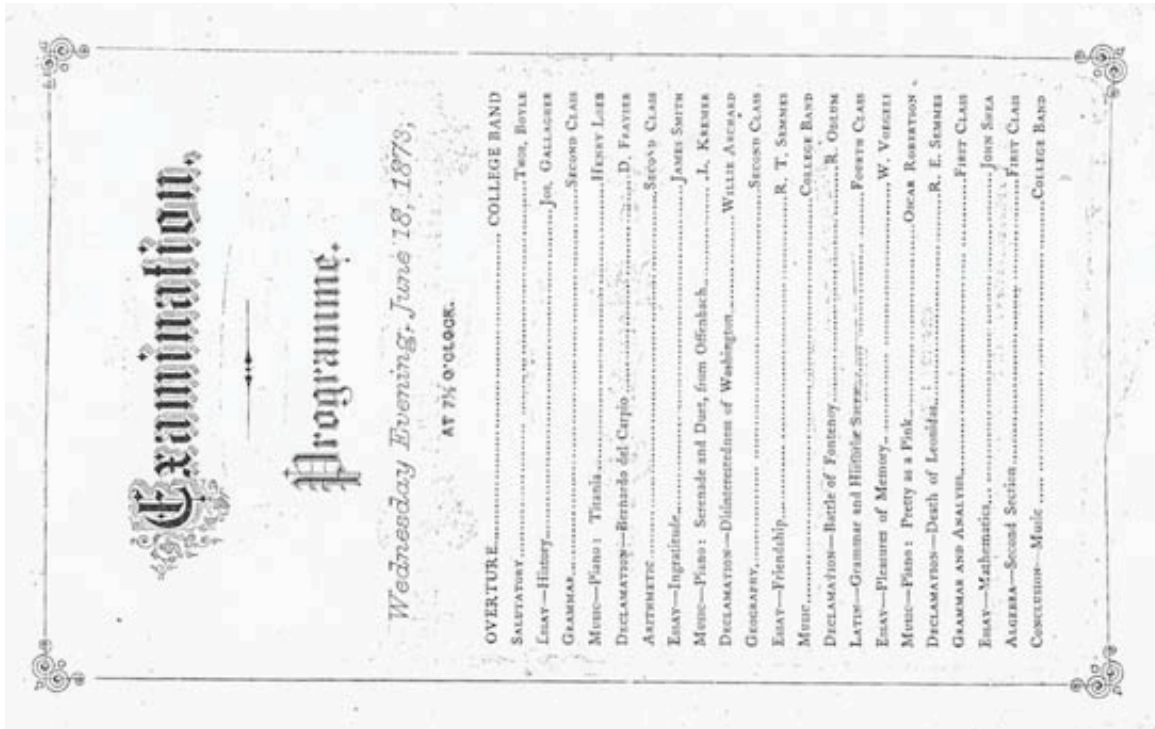 Examination.
Programme.
Wednesday Evening, June 18, 1873,
AT 7½ O'CLOCK.
OVERTURE........ COLLEGE BAND
SALUTATORY........THOS. BOYLE
ESSAY—History........JOS. GALLAGHER
GRAMMAR........SECOND CLASS
MUSIC—Piano: Titania........HENRY LOEB
DECLAMATION—Bernardo del Carpio........D. FRAVIER
ARITHMETIC........SECOND CLASS
ESSAY—Ingratitude........JAMES SMITH
MUSIC—Piano: Serenade and Duet, from Offenbach........L. KREMER
DECLAMATION—Disinterestedness of Washington........WILLIE ARCHARD
GEOGRAPHY........SECOND CLASS
ESSAY—Friendship........R. T. SEMMES
MUSIC........COLLEGE BAND
DECLAMATION—Battle of Fontenoy........R. ODLUM
LATIN—Grammar and Historiæ Sacræ........FOURTH CLASS
ESSAY—Pleasures of Memory........W. VOEGELI
MUSIC—Piano: Pretty as a Pink........OSCAR ROBERTSON
DECLAMATION—Death of Leonidas........R. E. SEMMES
GRAMMAR AND ANALYSIS........FIRST CLASS
ESSAY—Mathematics........JOHN SHEA
ALGEBRA—Second Section........FIRST CLASS
CONCLUSION—Music........COLLEGE BAND